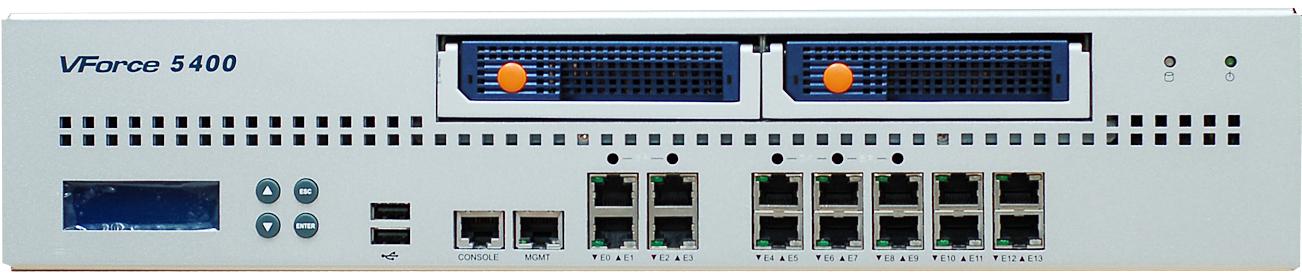 VForce 5400
ESC
ENTER
CONSOLE
MGMT
▼ E0 ▲ E1
▼ E2 ▲ E3
▼ E4 ▲ E5
▼ E6 ▲ E7
▼ E8 ▲ E9
▼ E10 ▲ E11
▼ E12 ▲ E13